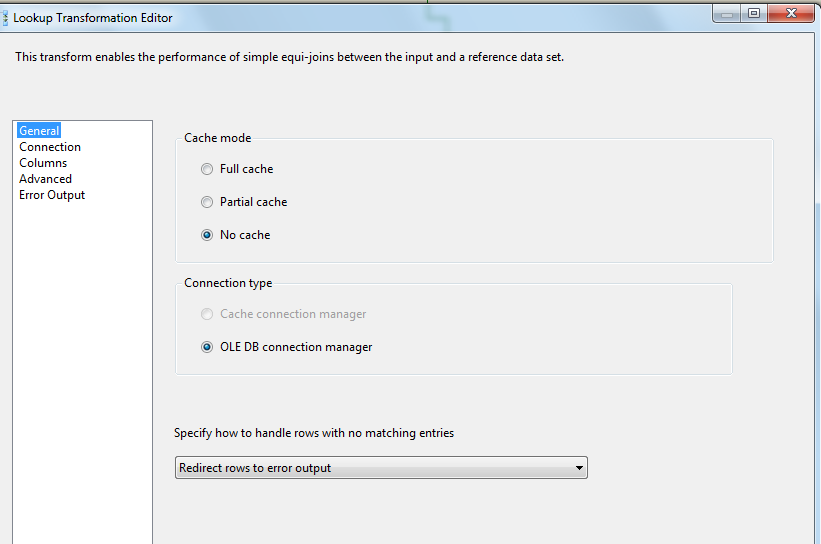 Lookup Transformation Editor
This transform enables the performance of simple equi-joins between the input and a reference data set.
General
Connection
Columns
Advanced
Error Output
Cache mode
Full cache
Partial cache
No cache
Connection type
Cache connection manager
OLE DB connection manager
Specify how to handle rows with no matching entries
Redirect rows to error output